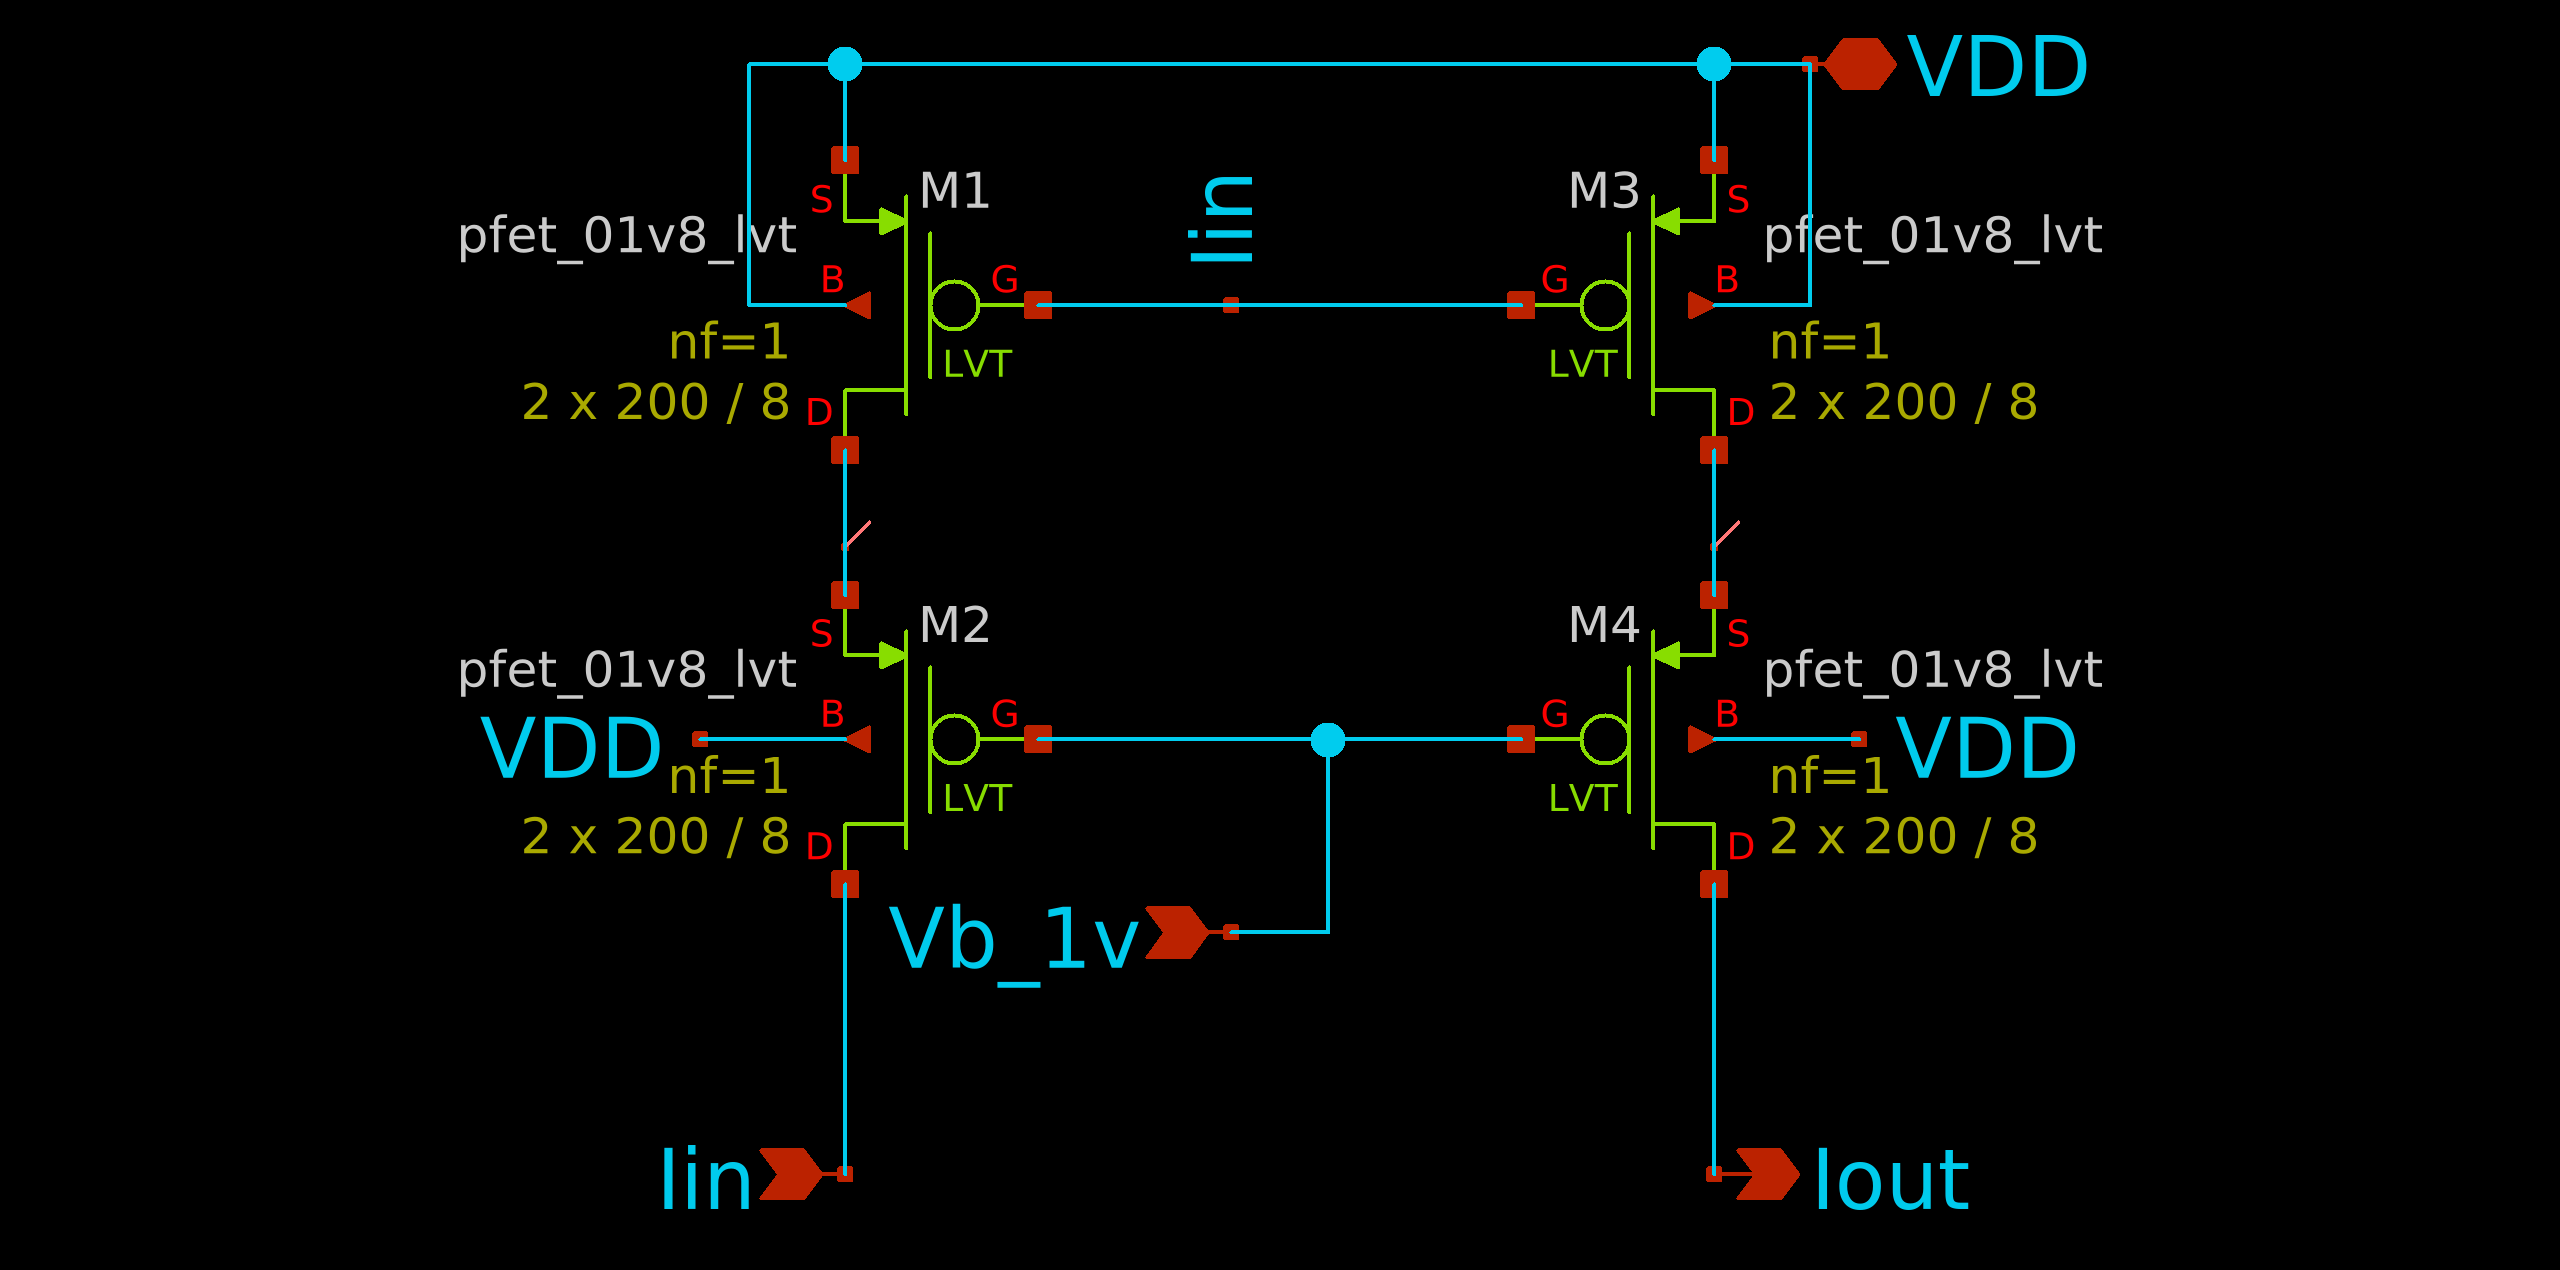 VDD
S
M1
Iin
M3
S
pfet_01v8_lvt
pfet_01v8_lvt
B
G
G
B
nf=1
LVT
LVT
nf=1
2 x 200 / 8
D
D
2 x 200 / 8
S
M2
M4
S
pfet_01v8_lvt
pfet_01v8_lvt
VDD
B
G
G
B
VDD
nf=1
LVT
LVT
nf=1
2 x 200 / 8
D
D
2 x 200 / 8
Vb_1v
Iin
Iout